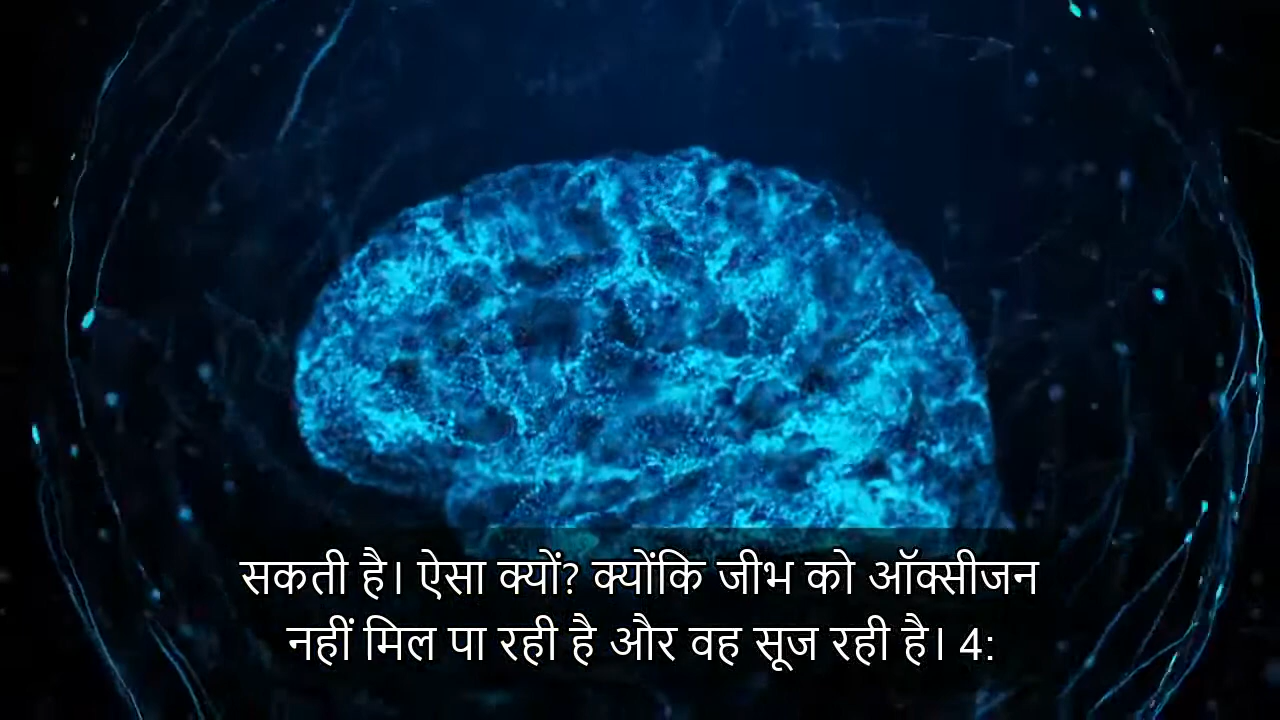 सकती है। ऐसा क्यों? क्योंकि जीभ को ऑक्सीजन
नहीं मिल पा रही है और वह सूज रही है। 4: